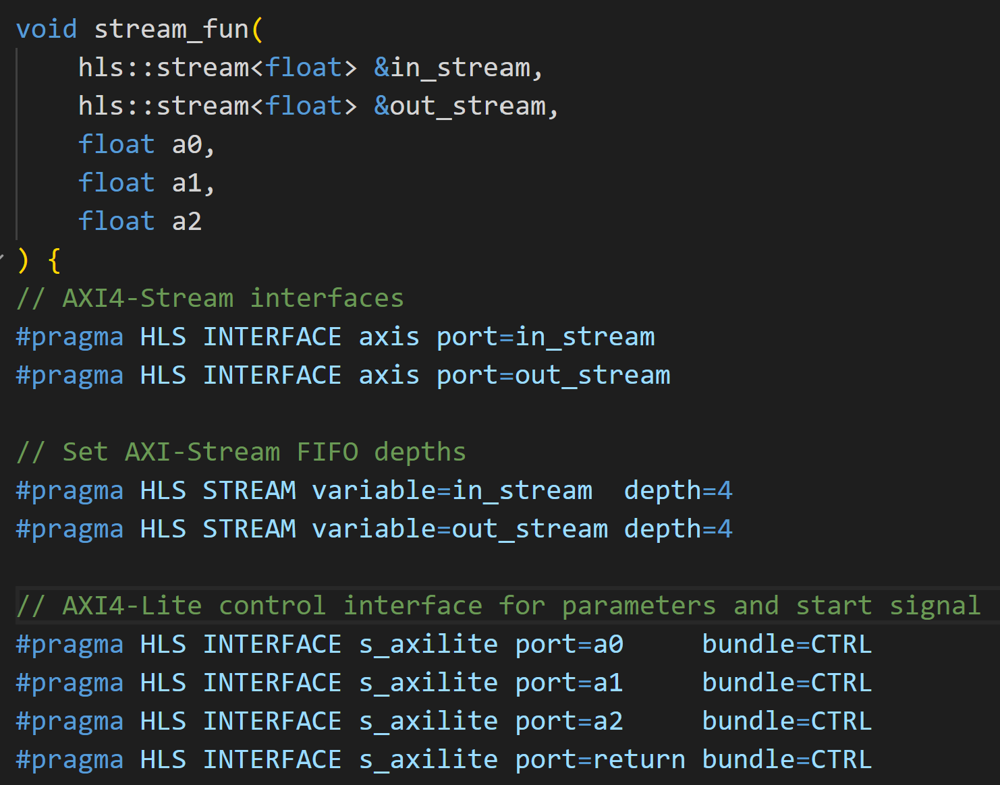 void stream_fun(
    hls::stream<float> &in_stream,
    hls::stream<float> &out_stream,
    float a0,
    float a1,
    float a2
) {
// AXI4-Stream interfaces
#pragma HLS INTERFACE axis port=in_stream
#pragma HLS INTERFACE axis port=out_stream

// Set AXI-Stream FIFO depths
#pragma HLS STREAM variable=in_stream  depth=4
#pragma HLS STREAM variable=out_stream depth=4

// AXI4-Lite control interface for parameters and start signal
#pragma HLS INTERFACE s_axilite port=a0     bundle=CTRL
#pragma HLS INTERFACE s_axilite port=a1     bundle=CTRL
#pragma HLS INTERFACE s_axilite port=a2     bundle=CTRL
#pragma HLS INTERFACE s_axilite port=return bundle=CTRL